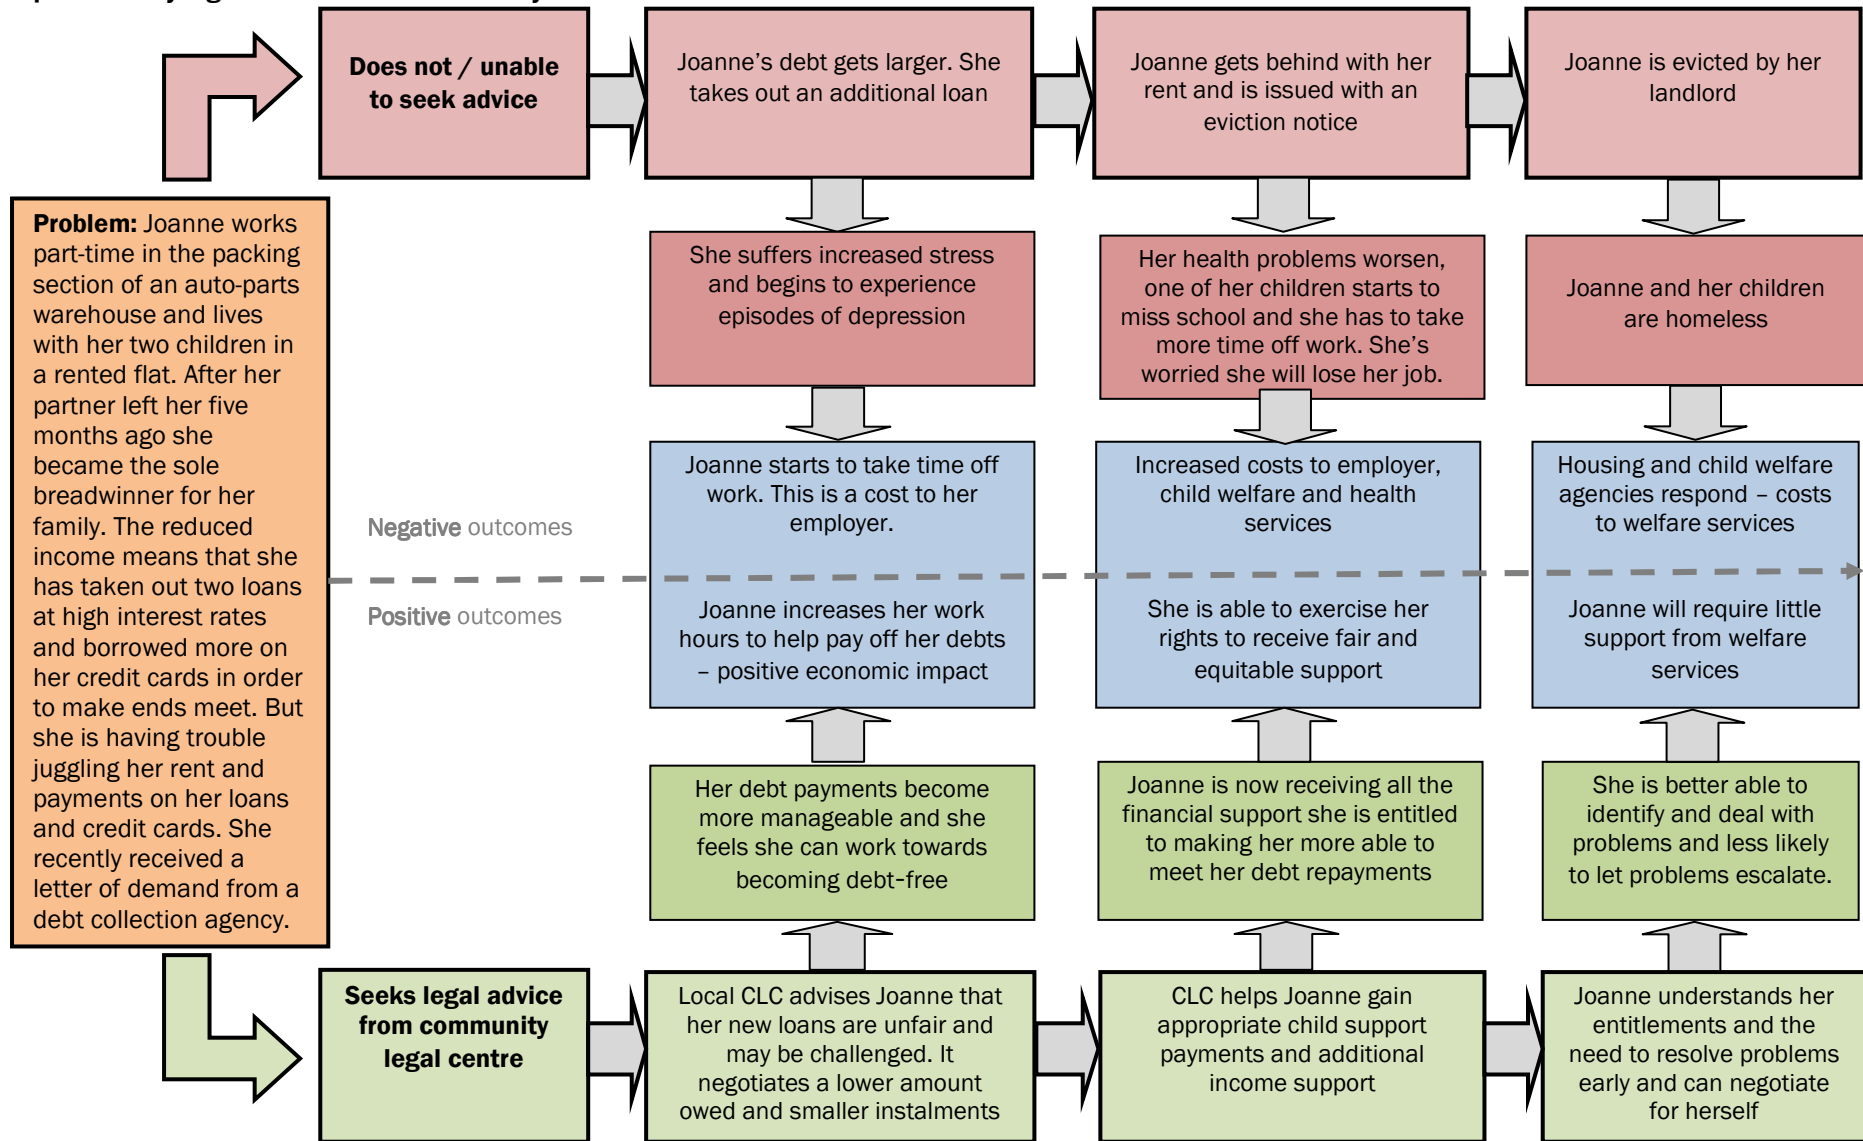 Does not / unable
to seek advice
Joanne’s debt gets larger. She
takes out an additional loan
Joanne gets behind with her
rent and is issued with an
eviction notice
Joanne is evicted by her
landlord
Problem: Joanne works
part-time in the packing
section of an auto-parts
warehouse and lives
with her two children in
a rented flat. After her
partner left her five
months ago she
became the sole
breadwinner for her
family. The reduced
income means that she
has taken out two loans
at high interest rates
and borrowed more on
her credit cards in order
to make ends meet. But
she is having trouble
juggling her rent and
payments on her loans
and credit cards. She
recently received a
letter of demand from a
debt collection agency.
She suffers increased stress
and begins to experience
episodes of depression
Her health problems worsen,
one of her children starts to
miss school and she has to take
more time off work. She’s
worried she will lose her job.
Joanne and her children
are homeless
Joanne starts to take time off
work. This is a cost to her
employer.
Increased costs to employer,
child welfare and health
services
Housing and child welfare
agencies respond – costs
to welfare services
Negative outcomes
Positive outcomes
Joanne increases her work
hours to help pay off her debts
– positive economic impact
She is able to exercise her
rights to receive fair and
equitable support
Joanne will require little
support from welfare
services
Her debt payments become
more manageable and she
feels she can work towards
becoming debt-free
Joanne is now receiving all the
financial support she is entitled
to making her more able to
meet her debt repayments
She is better able to
identify and deal with
problems and less likely
to let problems escalate.
Seeks legal advice
from community
legal centre
Local CLC advises Joanne that
her new loans are unfair and
may be challenged. It
negotiates a lower amount
owed and smaller instalments
CLC helps Joanne gain
appropriate child support
payments and additional
income support
Joanne understands her
entitlements and the
need to resolve problems
early and can negotiate
for herself